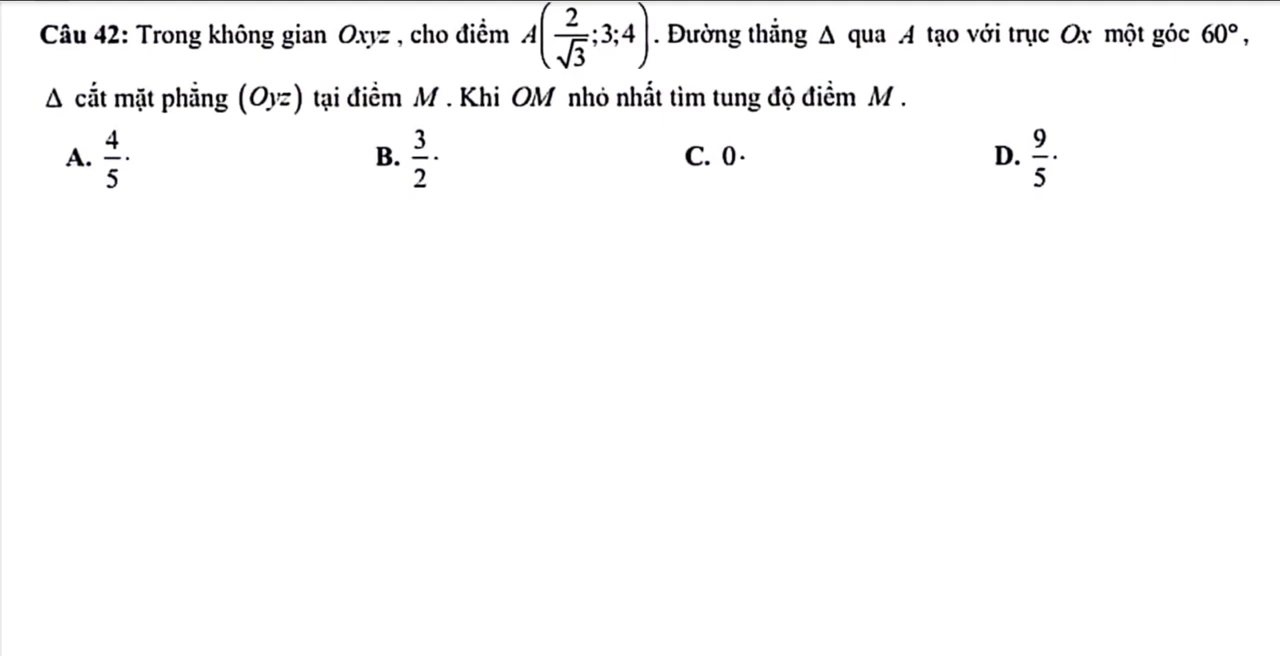 Câu 42: Trong không gian Oxyz , cho điểm A(2/√3;3;4). Đường thẳng Δ qua A tạo với trục Ox một góc 60°,
Δ cắt mặt phẳng (Oyz) tại điểm M . Khi OM nhỏ nhất tìm tung độ điểm M .
A. 4/5. B. 3/2. C. 0. D. 9/5.